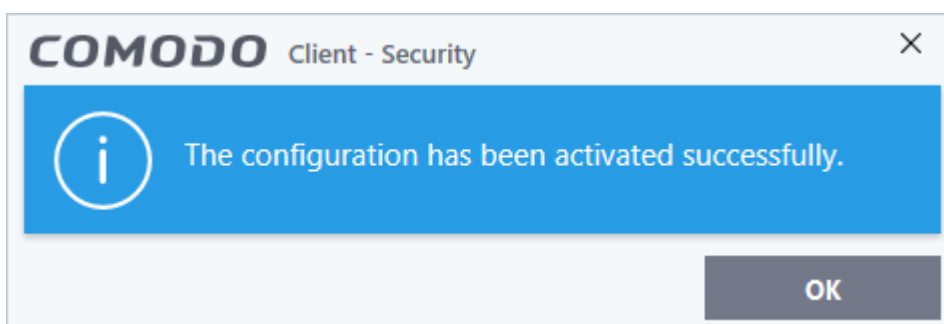 COMODO Client - Security
The configuration has been activated successfully.
OK